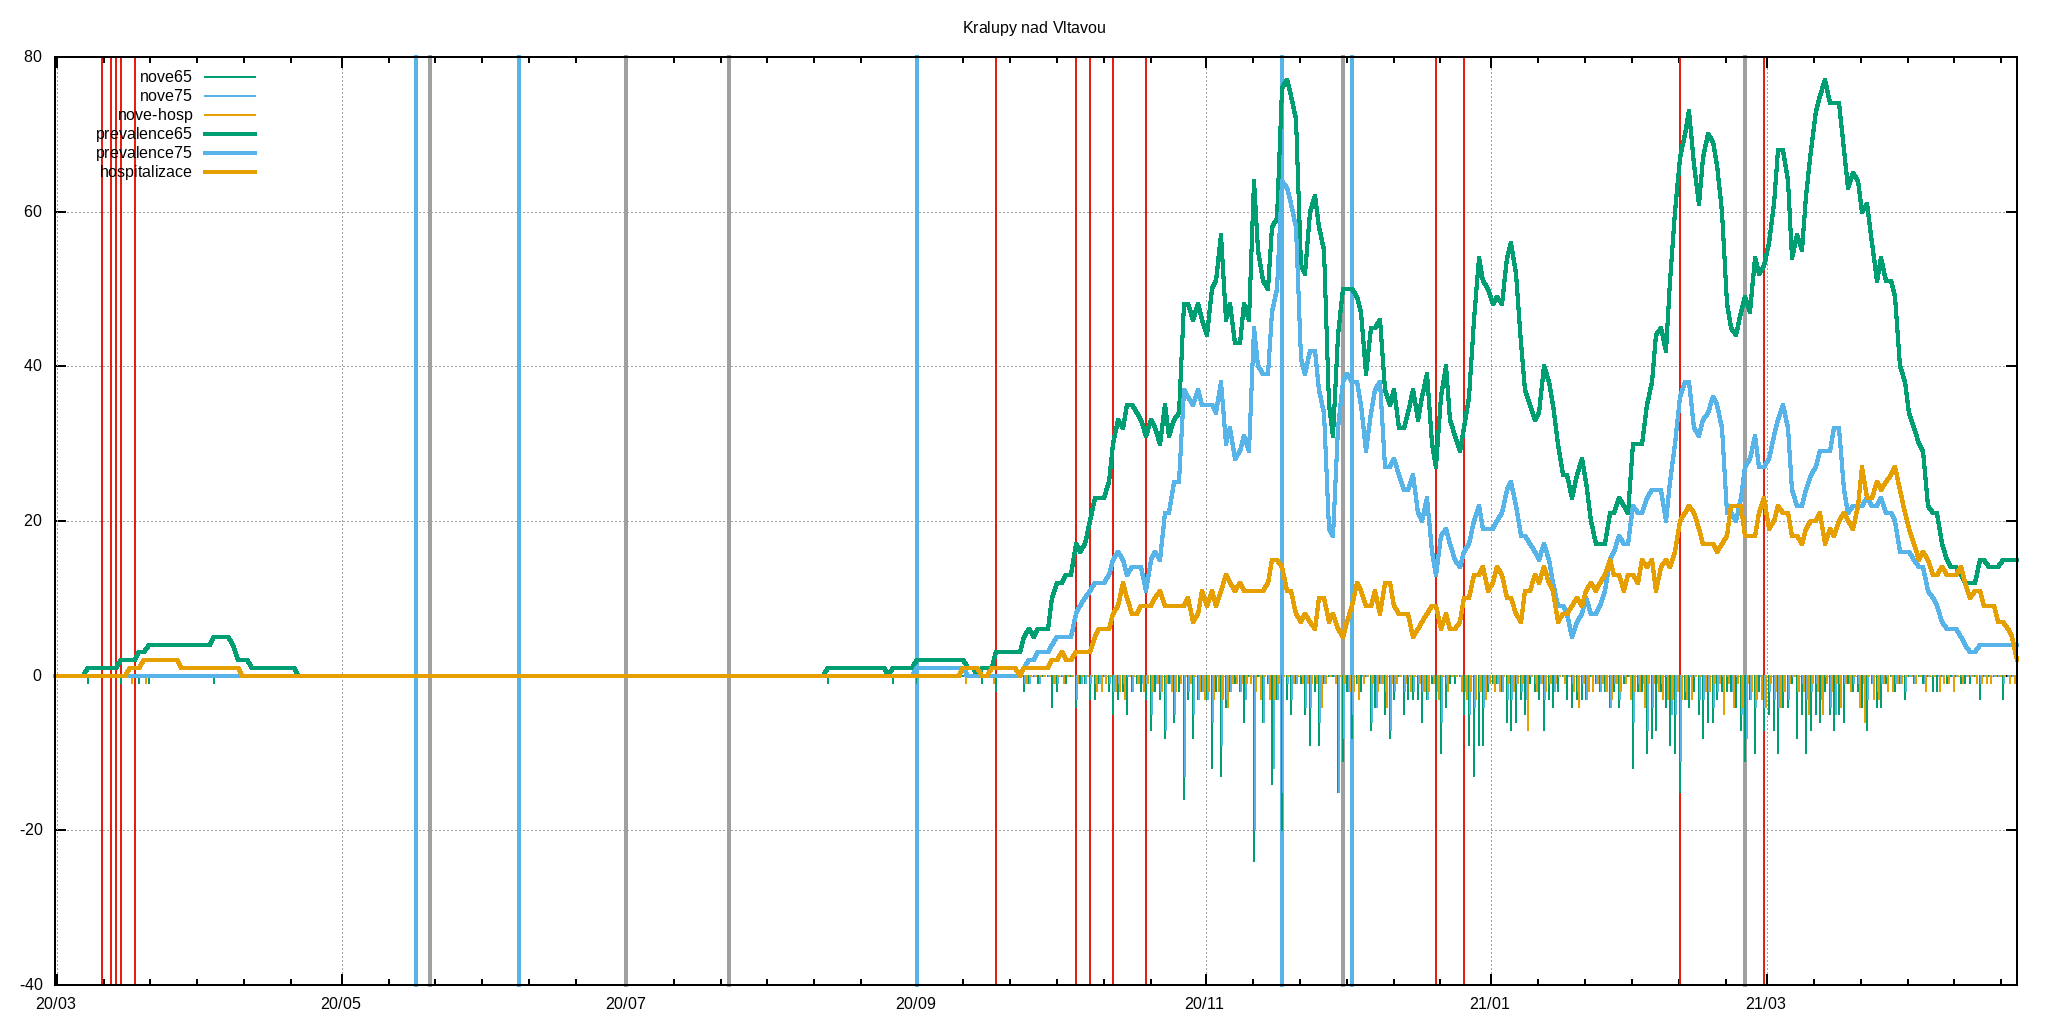 Kralupy nad Vltavou
80
60
40
20
0
-20
-40
nove65
nove75
nove-hosp
prevalence65
prevalence75
hospitalizace
20/03 20/05 20/07 20/09 20/11 21/01 21/03